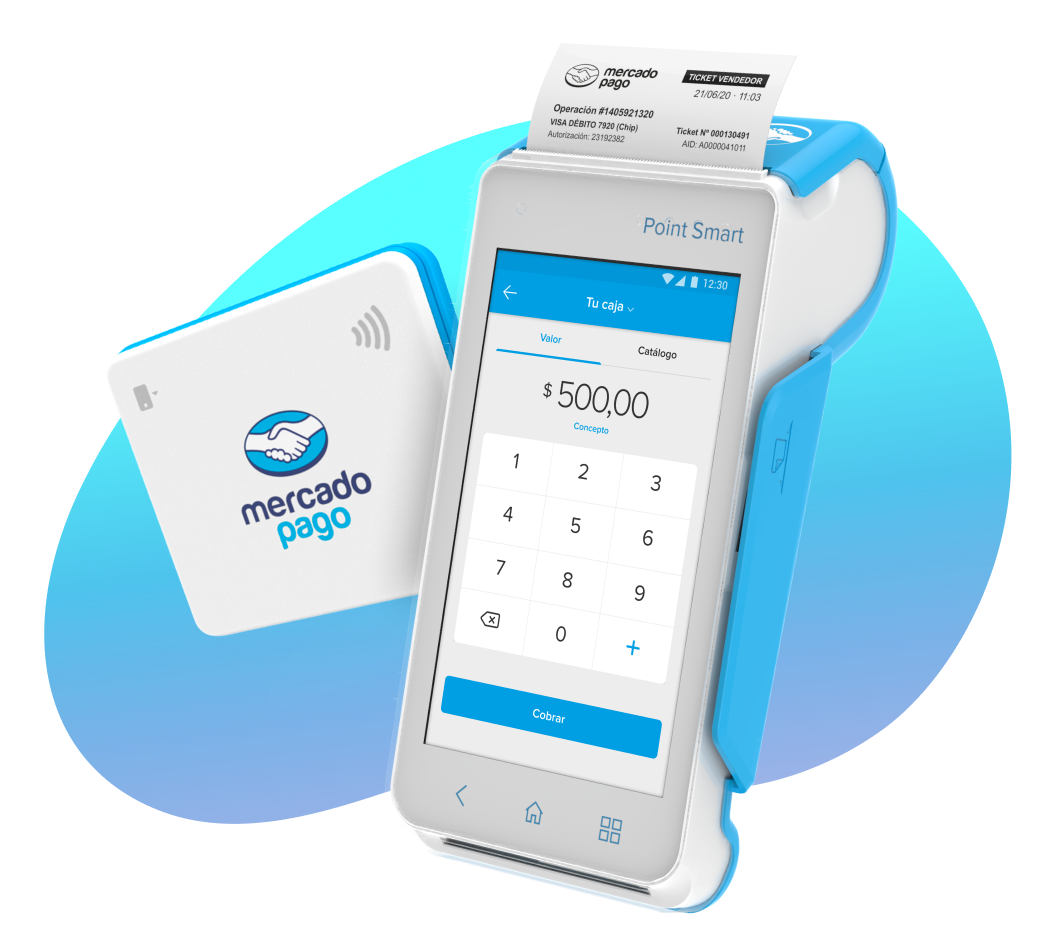 mercado
pago
TICKET VENDEDOR
21/06/20 · 11:03
Operación #1405921320
VISA DÉBITO 7920 (Chip)
Autorización: 23192382
Ticket Nº 000130491
AID: A0000041011
Point Smart
12:30
Tu caja
Valor
Catálogo
$ 500,00
Concepto
1 2 3
4 5 6
7 8 9
0 +
Cobrar
mercado
pago